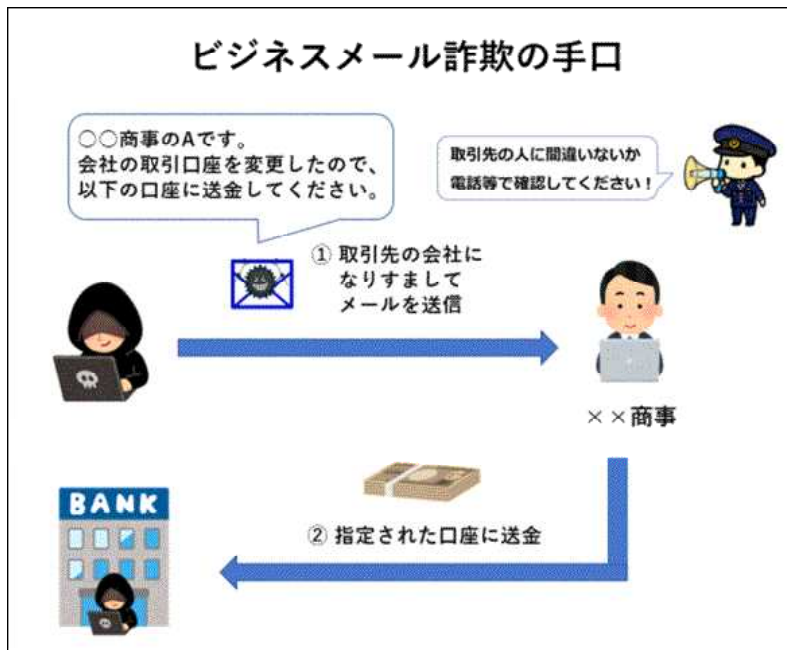 ビジネスメール詐欺の手口
○○商事のAです。
会社の取引口座を変更したので、
以下の口座に送金してください。
取引先の人に間違いないか
電話等で確認してください！
① 取引先の会社に
なりすまして
メールを送信
××商事
BANK
② 指定された口座に送金